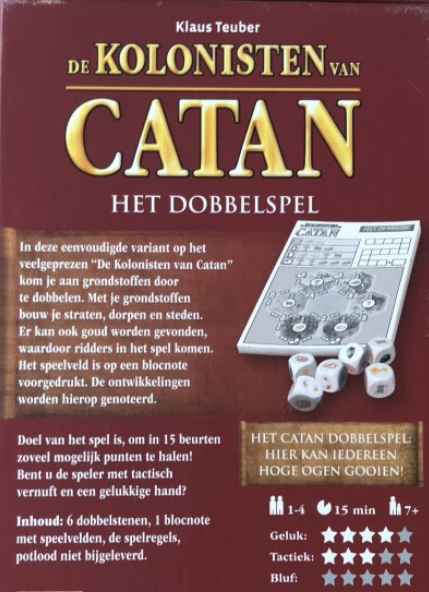 Klaus Teuber
DE KOLONISTEN VAN
CATAN
HET DOBBELSPEL
In deze eenvoudigde variant op het
veelgeprezen "De Kolonisten van Catan"
kom je aan grondstoffen door
te dobbelen. Met je grondstoffen
bouw je straten, dorpen en steden.
Er kan ook goud worden gevonden,
waardoor ridders in het spel komen.
Het speelveld is op een blocnote
voorgedrukt. De ontwikkelingen
worden hierop genoteerd.
CATAN
Doel van het spel is, om in 15 beurten
zoveel mogelijk punten te halen!
Bent u de speler met tactisch
vernuft en een gelukkige hand?
Inhoud: 6 dobbelstenen, 1 blocnote
met speelvelden, de spelregels,
potlood niet bijgeleverd.
HET CATAN DOBBELSPEL:
HIER KAN IEDEREEN
HOGE OGEN GOOIEN!
1-4 15 min 7+
Geluk:
Tactiek:
Bluf: